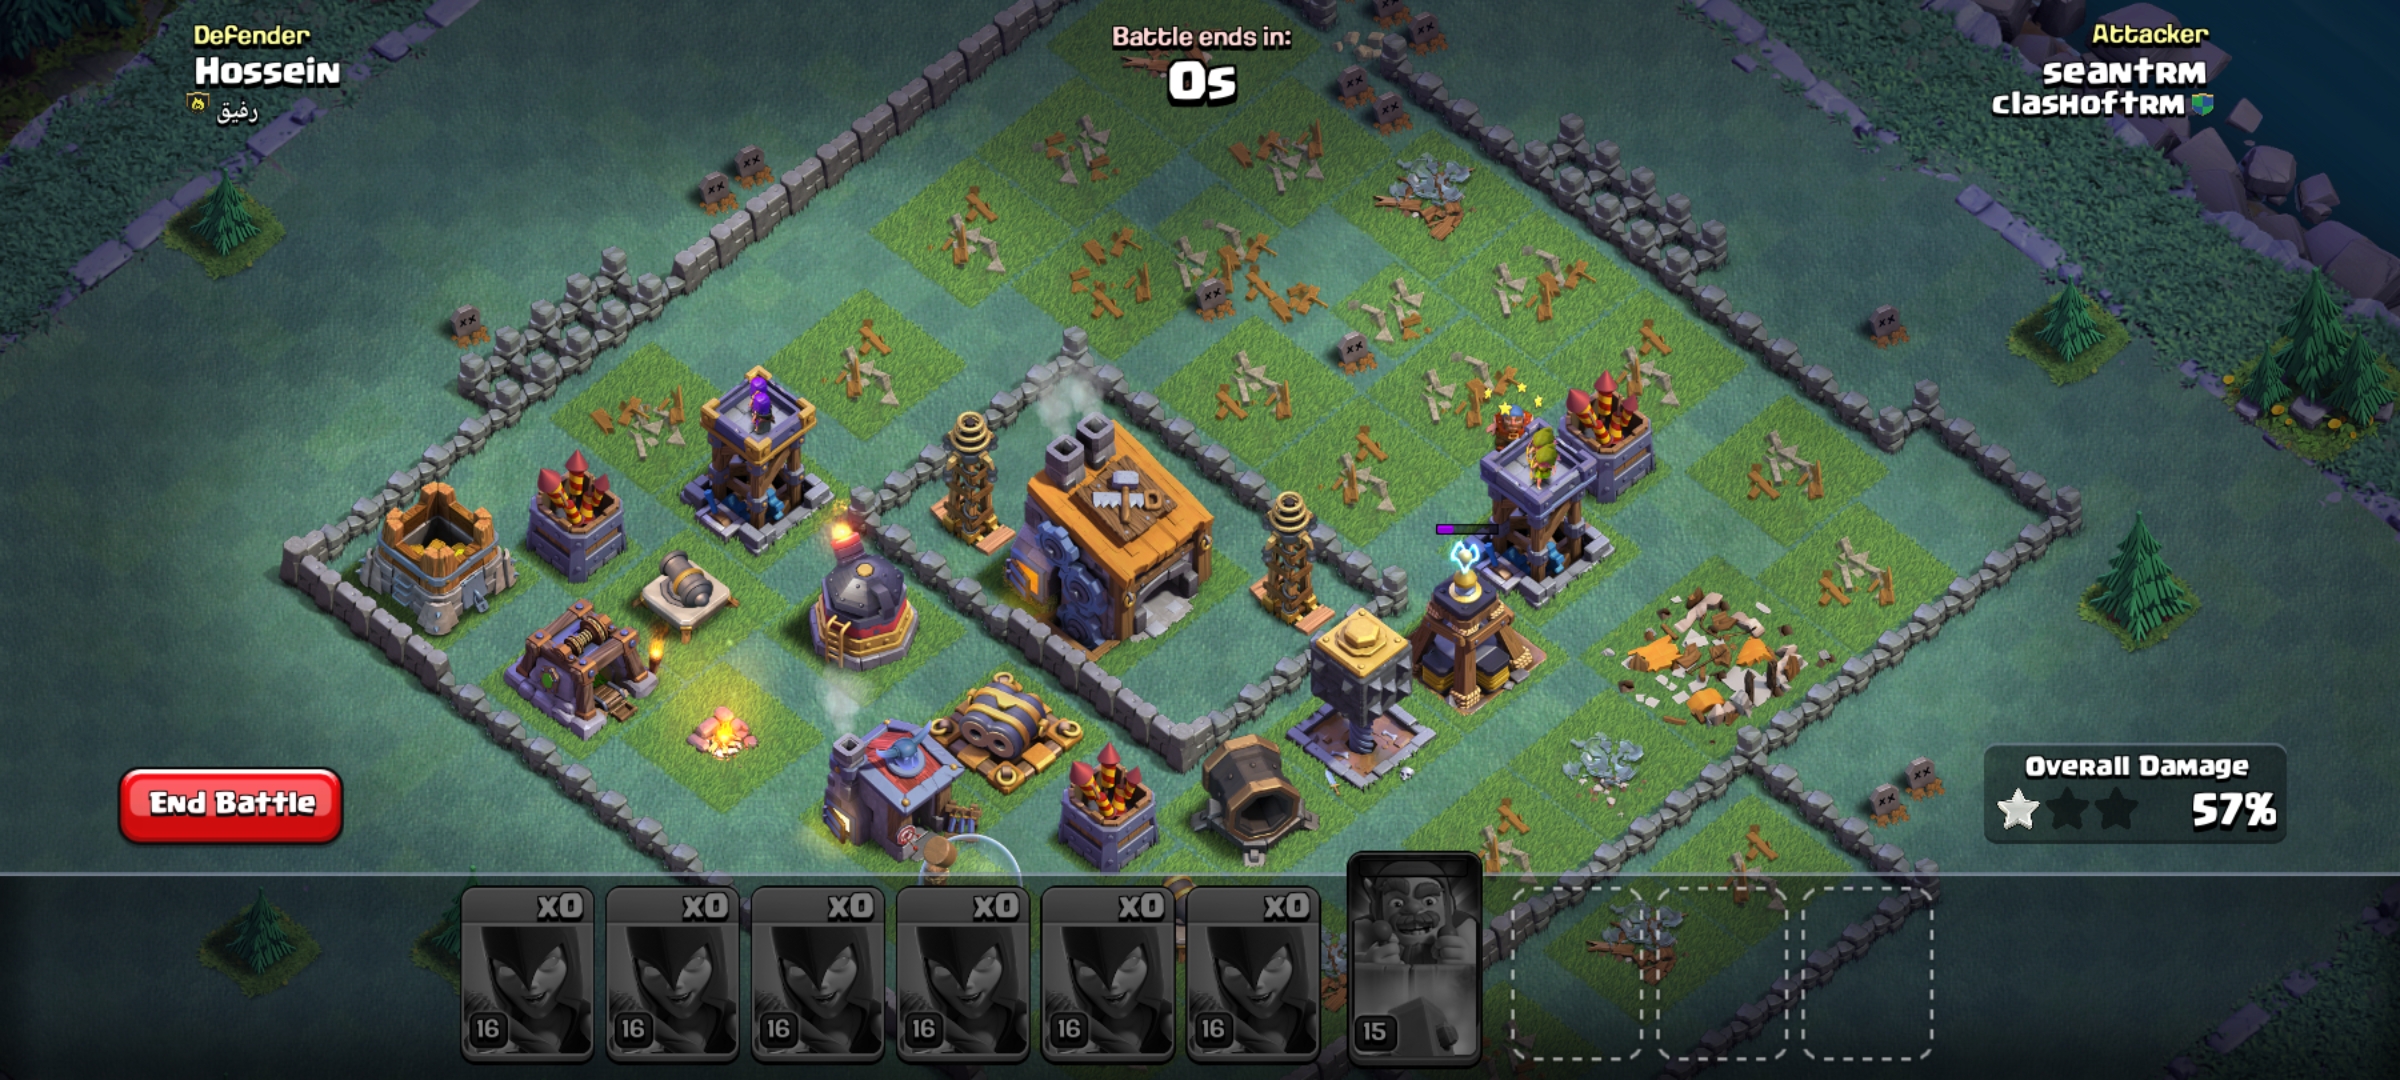 Defender
Hossein
رفيق
Battle ends in:
0s
Attacker
seantRM
clashoftRM
End Battle
Overall Damage
57%
x0
x0
x0
x0
x0
x0
16
16
16
16
16
16
15